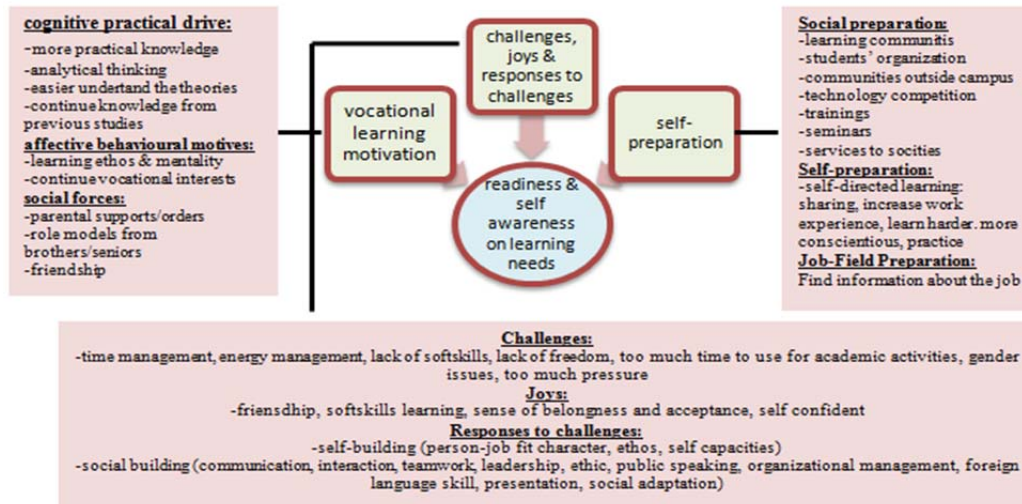 cognitive practical drive:
-more practical knowledge
-analytical thinking
-easier undertand the theories
-continue knowledge from
previous studies
affective behavioural motives:
-learning ethos & mentality
-continue vocational interests
social forces:
-parental supports/orders
-role models from
brothers/seniors
-friendship
challenges,
joys &
responses to
challenges
vocational
learning
motivation
self-
preparation
readiness &
self
awareness
on learning
needs
Social preparation:
-learning communitis
-students' organization
-communities outside campus
-technology competition
-trainings
-seminars
-services to socities
Self-preparation:
-self-directed learning:
sharing, increase work
experience, learn harder. more
conscientious, practice
Job-Field Preparation:
Find information about the job
Challenges:
-time management, energy management, lack of softskills, lack of freedom, too much time to use for academic activities, gender
issues, too much pressure
Joys:
-friensdhip, softskills learning, sense of belongness and acceptance, self confident
Responses to challenges:
-self-building (person-job fit character, ethos, self capacities)
-social building (communication, interaction, teamwork, leadership, ethic, public speaking, organizational management, foreign
language skill, presentation, social adaptation)